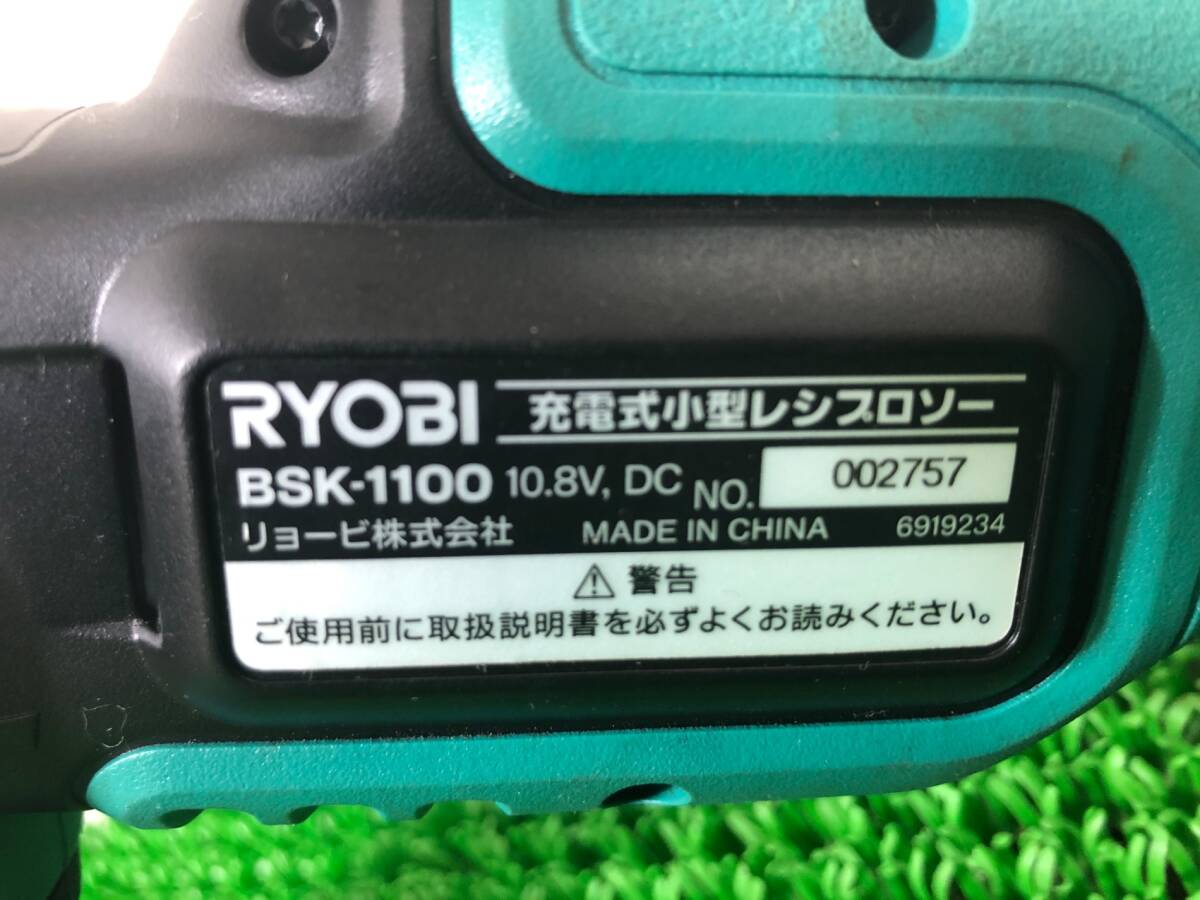 RYOBI 充電式小型レシプロソー
BSK-1100 10.8V, DC NO. 002757
リョービ株式会社 MADE IN CHINA 6919234
⚠ 警告
ご使用前に取扱説明書を必ずよくお読みください。